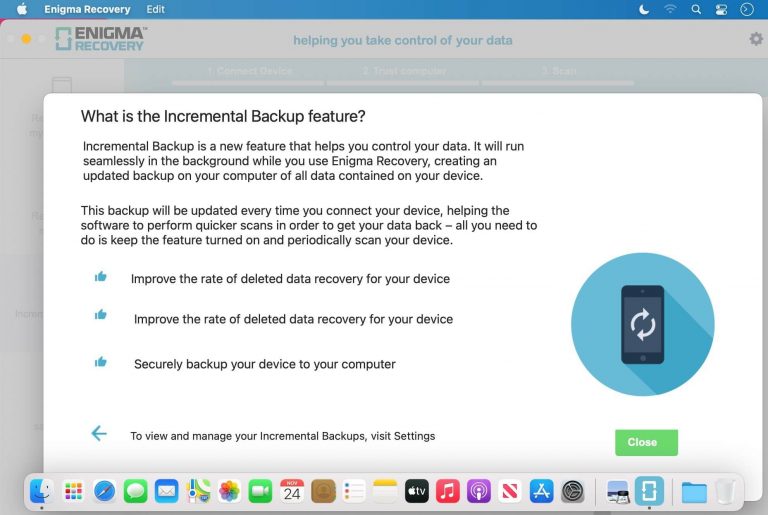 Enigma Recovery Edit
ENIGMA™
RECOVERY
helping you take control of your data
1. Connect Device 2. Trust computer 3. Scan
What is the Incremental Backup feature?
Incremental Backup is a new feature that helps you control your data. It will run
seamlessly in the background while you use Enigma Recovery, creating an
updated backup on your computer of all data contained on your device.
This backup will be updated every time you connect your device, helping the
software to perform quicker scans in order to get your data back – all you need to
do is keep the feature turned on and periodically scan your device.
Improve the rate of deleted data recovery for your device
Improve the rate of deleted data recovery for your device
Securely backup your device to your computer
To view and manage your Incremental Backups, visit Settings
Close
NOV
24
tv